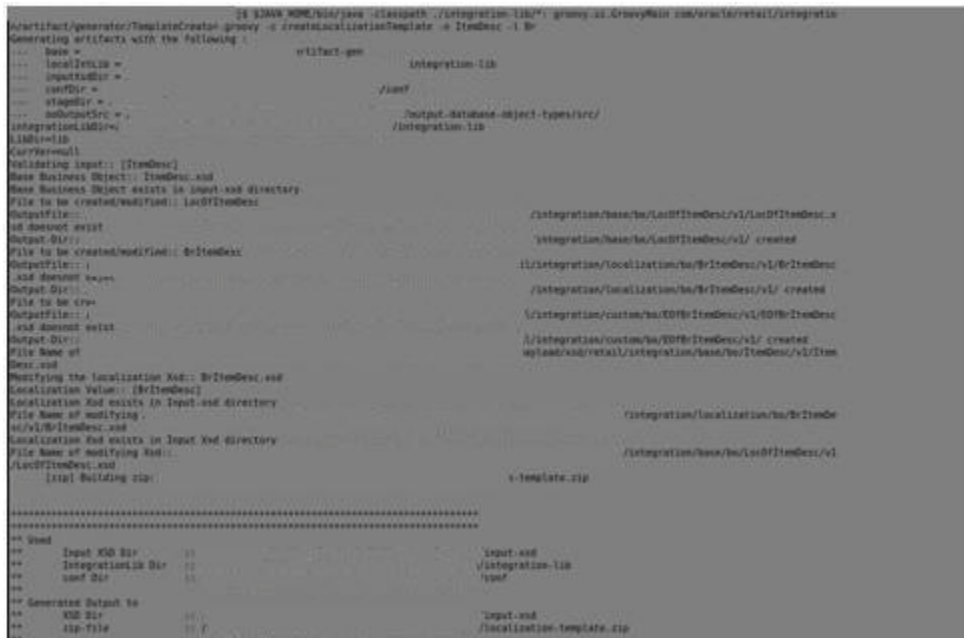 ]$ $JAVA_HOME/bin/java -classpath ./integration-lib/*: groovy.ui.GroovyMain com/oracle/retail/integratio
n/artifact/generator/TemplateCreator.groovy -c createLocalizationTemplate -o ItemDesc -l Br
Generating artifacts with the following :
--- base = rtifact-gen
--- localIntLib = integration-lib
--- inputXsdDir = .
--- confDir = /conf
--- stageDir = .
--- ooOutputSrc = . /output-database-object-types/src/
integrationLibDir=/ /integration-lib
LibDir=lib
CurrVer=null
Validating input:: [ItemDesc]
Base Business Object:: ItemDesc.xsd
Base Business Object exists in input-xsd directory
File to be created/modified:: LocOfItemDesc
OutputFile:: /integration/base/bo/LocOfItemDesc/v1/LocOfItemDesc.x
sd doesnot exist
Output-Dir:: integration/base/bo/LocOfItemDesc/v1/ created
File to be created/modified:: BrItemDesc
OutputFile:: / il/integration/localization/bo/BrItemDesc/v1/BrItemDesc
.xsd doesnot
Output Dir:: /integration/localization/bo/BrItemDesc/v1/ created
File to be cre
OutputFile:: / l/integration/custom/bo/EOfBrItemDesc/v1/EOfBrItemDesc
.xsd doesnot exist
Output-Dir:: l/integration/custom/bo/EOfBrItemDesc/v1/ created
File Name of ayload/xsd/retail/integration/base/bo/ItemDesc/v1/Item
Desc.xsd
Modifying the localization Xsd:: BrItemDesc.xsd
Localization Value:: [BrItemDesc]
Localization Xsd exists in Input-xsd directory
File Name of modifying /integration/localization/bo/BrItemDe
sc/v1/BrItemDesc.xsd
Localization Xsd exists in Input Xsd directory
File Name of modifying Xsd:: /integration/base/bo/LocOfItemDesc/v1
/LocOfItemDesc.xsd
[zip] Building zip: n-template.zip
** Used
** Input XSD Dir :: input-xsd
** IntegrationLib Dir :: /integration-lib
** conf Dir :: /conf
**
** Generated Output to
** XSD Dir :: input-xsd
** zip-file :: / /localization-template.zip